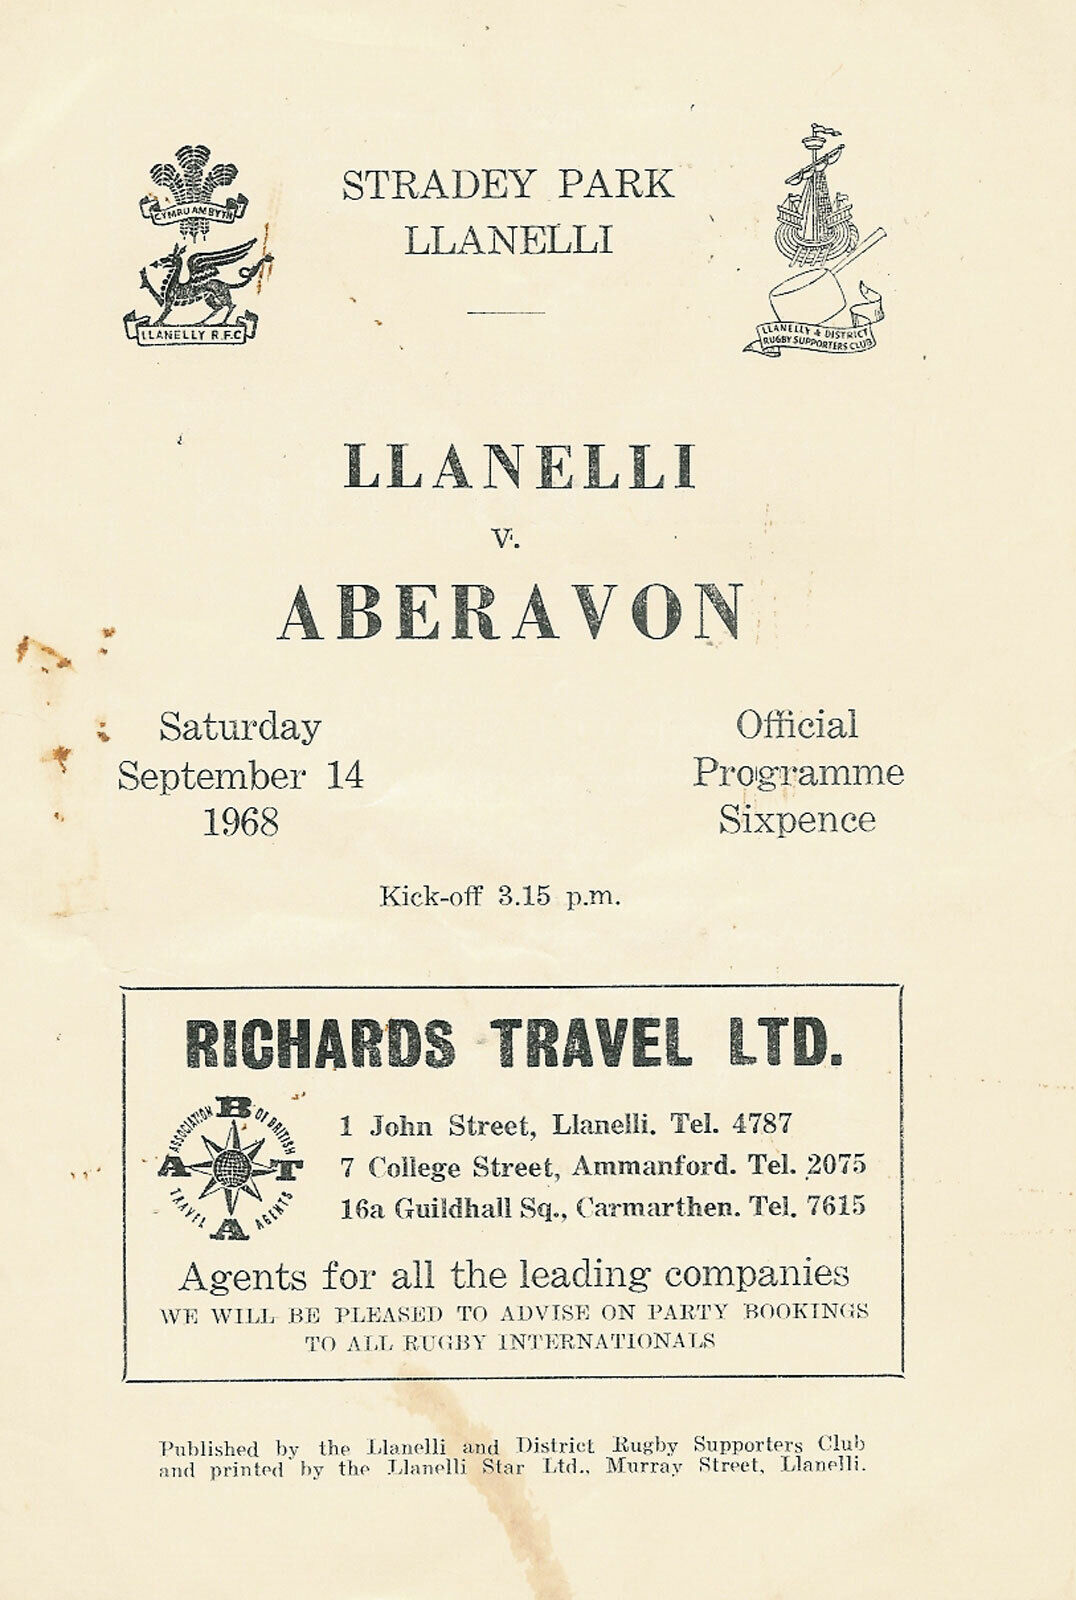 CYMRU AM BYTH
LLANELLY R.F.C
STRADEY PARK
LLANELLI
LLANELLY & DISTRICT
RUGBY SUPPORTERS CLUB
LLANELLI
v.
ABERAVON
Saturday
September 14
1968
Official
Programme
Sixpence
Kick-off 3.15 p.m.
RICHARDS TRAVEL LTD.
ASSOCIATION OF BRITISH
TRAVEL AGENTS
A B T A
1 John Street, Llanelli. Tel. 4787
7 College Street, Ammanford. Tel. 2075
16a Guildhall Sq., Carmarthen. Tel. 7615
Agents for all the leading companies
WE WILL BE PLEASED TO ADVISE ON PARTY BOOKINGS
TO ALL RUGBY INTERNATIONALS
Published by the Llanelli and District Rugby Supporters Club
and printed by the Llanelli Star Ltd., Murray Street, Llanelli.